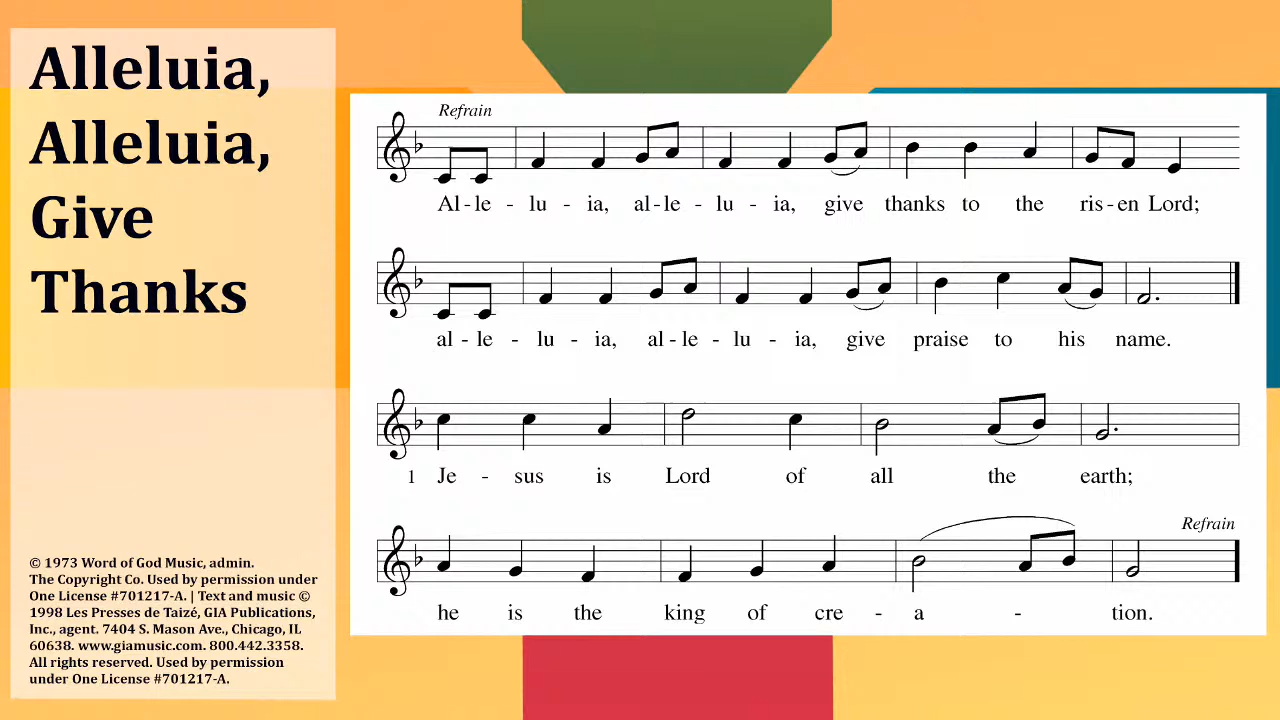 Alleluia,
Alleluia,
Give
Thanks
© 1973 Word of God Music, admin.
The Copyright Co. Used by permission under
One License #701217-A. | Text and music ©
1998 Les Presses de Taizé, GIA Publications,
Inc., agent. 7404 S. Mason Ave., Chicago, IL
60638. www.giamusic.com. 800.442.3358.
All rights reserved. Used by permission
under One License #701217-A.
Refrain
Al - le - lu - ia, al - le - lu - ia, give thanks to the ris - en Lord;
al - le - lu - ia, al - le - lu - ia, give praise to his name.
1 Je - sus is Lord of all the earth;
Refrain
he is the king of cre - a - tion.